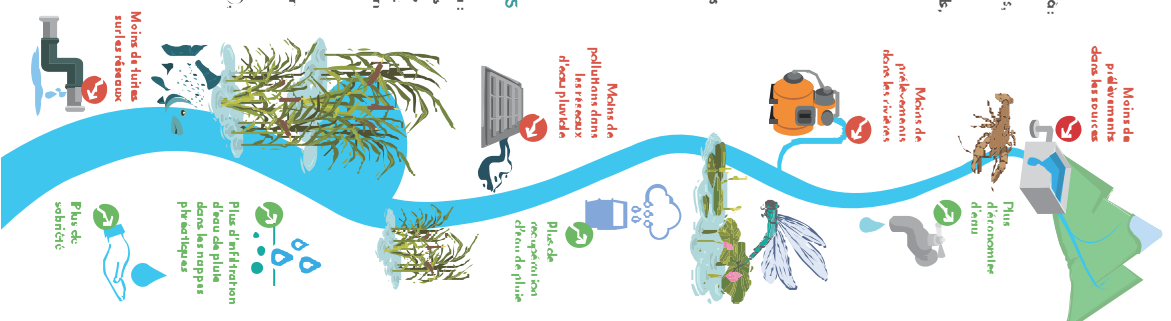 Moins de
prélèvements
dans les sources
Plus
d'économies
d'eau
Moins de
prélèvements
dans les rivières
Moins de
pollutions dans
les réseaux
d'eau pluviale
Plus de
récupération
d'eau de pluie
Plus d'infiltration
d'eau de pluie
dans les nappes
phréatiques
Moins de fuites
sur les réseaux
Plus de
sobriété